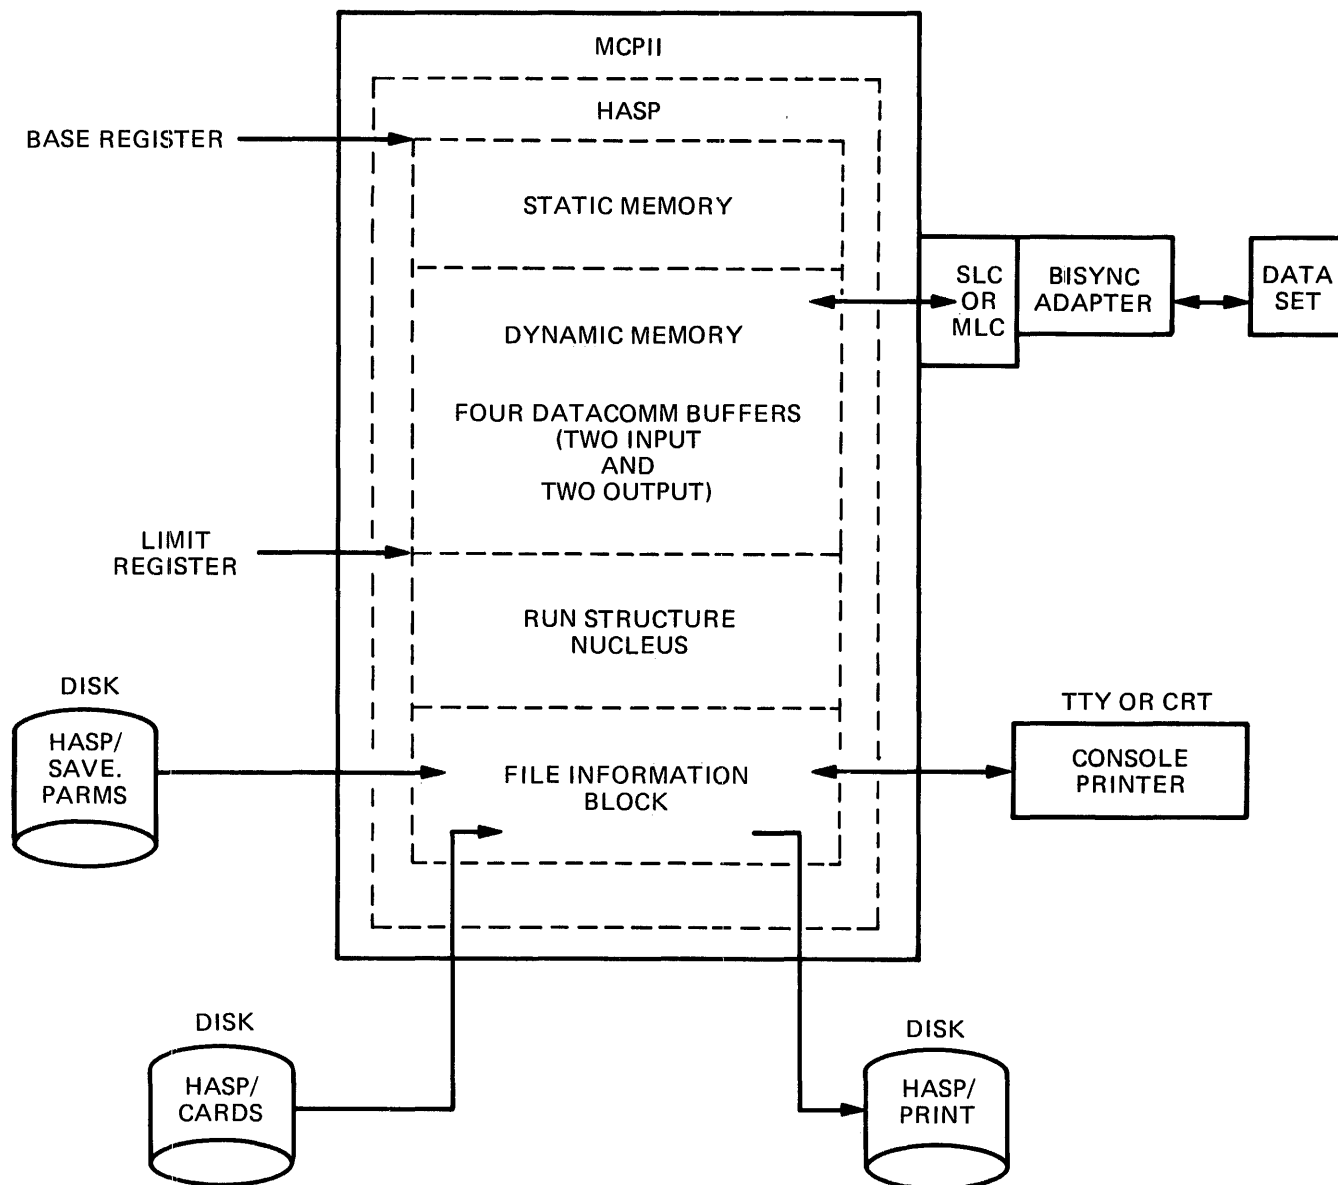 MCPII
HASP
BASE REGISTER
STATIC MEMORY
SLC
OR
MLC
BISYNC
ADAPTER
DATA
SET
DYNAMIC MEMORY
FOUR DATACOMM BUFFERS
(TWO INPUT
AND
TWO OUTPUT)
LIMIT
REGISTER
RUN STRUCTURE
NUCLEUS
DISK
HASP/
SAVE.
PARMS
FILE INFORMATION
BLOCK
TTY OR CRT
CONSOLE
PRINTER
DISK
HASP/
CARDS
DISK
HASP/
PRINT